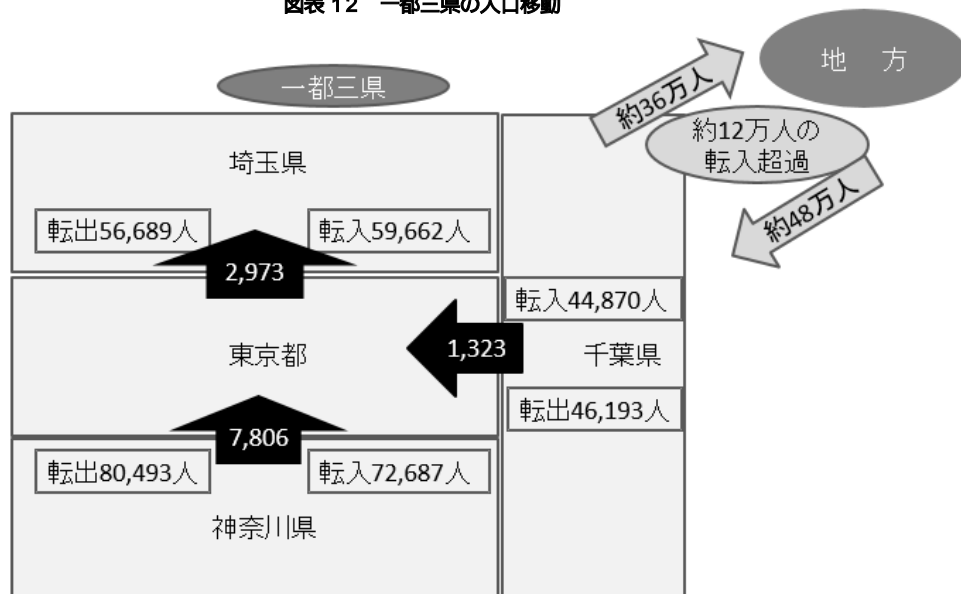 図表12 一都三県の人口移動
地 方
一都三県
約36万人
約12万人の
転入超過
約48万人
埼玉県
転出56,689人
転入59,662人
2,973
転入44,870人
東京都
1,323
千葉県
転出46,193人
7,806
転出80,493人
転入72,687人
神奈川県